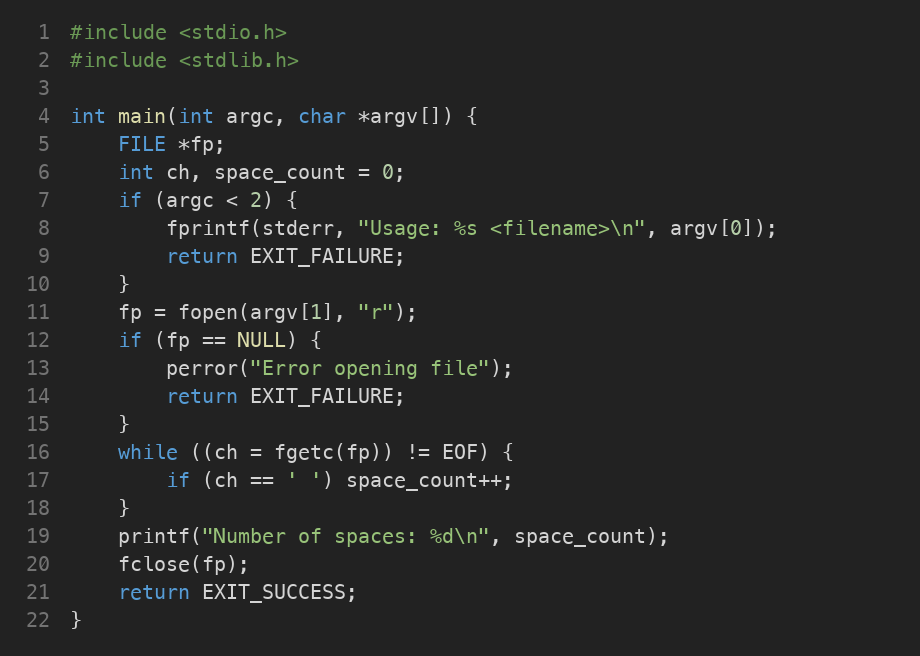 1 #include <stdio.h>
2 #include <stdlib.h>
3
4 int main(int argc, char *argv[]) {
5     FILE *fp;
6     int ch, space_count = 0;
7     if (argc < 2) {
8         fprintf(stderr, "Usage: %s <filename>\n", argv[0]);
9         return EXIT_FAILURE;
10     }
11     fp = fopen(argv[1], "r");
12     if (fp == NULL) {
13         perror("Error opening file");
14         return EXIT_FAILURE;
15     }
16     while ((ch = fgetc(fp)) != EOF) {
17         if (ch == ' ') space_count++;
18     }
19     printf("Number of spaces: %d\n", space_count);
20     fclose(fp);
21     return EXIT_SUCCESS;
22 }